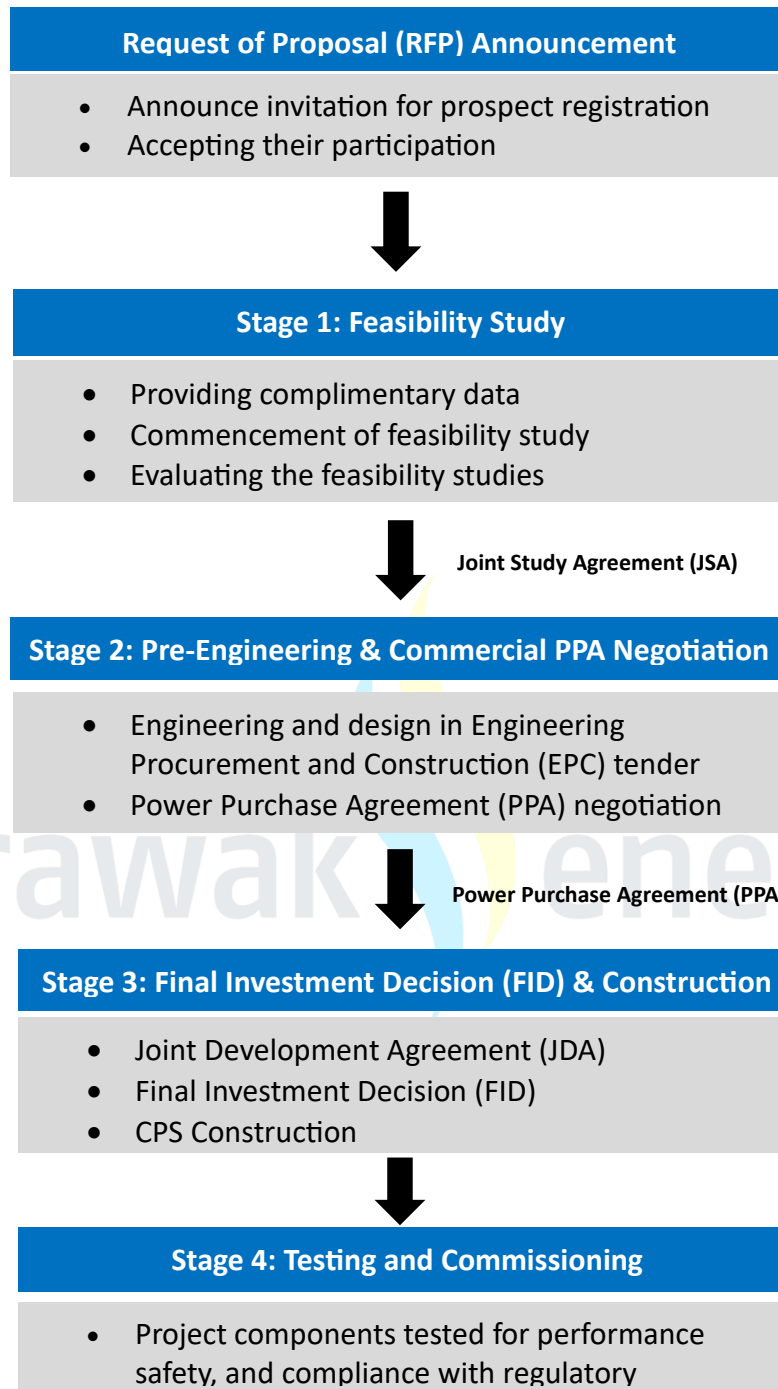 Request of Proposal (RFP) Announcement
• Announce invitation for prospect registration
• Accepting their participation
Stage 1: Feasibility Study
• Providing complimentary data
• Commencement of feasibility study
• Evaluating the feasibility studies
Joint Study Agreement (JSA)
Stage 2: Pre-Engineering & Commercial PPA Negotiation
• Engineering and design in Engineering
Procurement and Construction (EPC) tender
• Power Purchase Agreement (PPA) negotiation
rawak ene
Power Purchase Agreement (PPA
Stage 3: Final Investment Decision (FID) & Construction
• Joint Development Agreement (JDA)
• Final Investment Decision (FID)
• CPS Construction
Stage 4: Testing and Commissioning
• Project components tested for performance
safety, and compliance with regulatory